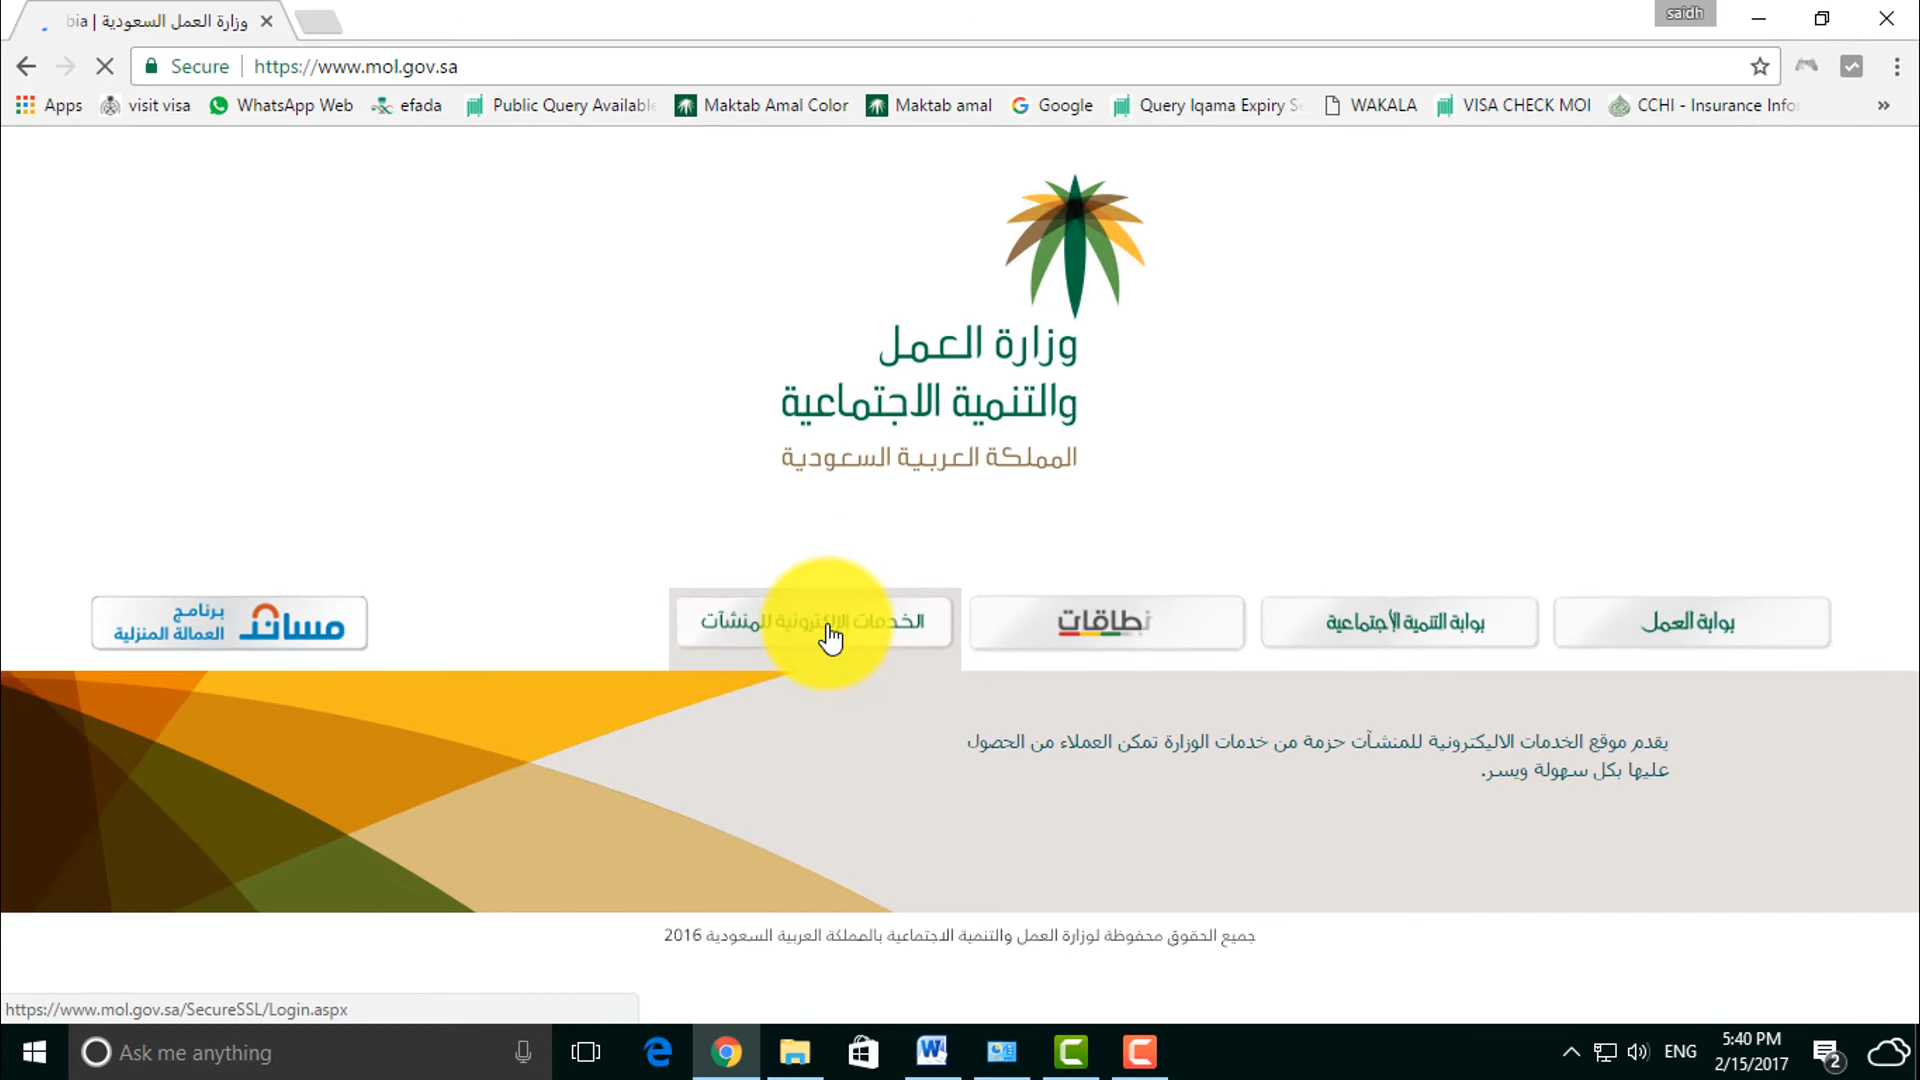 bia | وزارة العمل السعودية
saidh
Secure | https://www.mol.gov.sa
Apps visit visa WhatsApp Web efada Public Query Available Maktab Amal Color Maktab amal Google Query Iqama Expiry Se WAKALA VISA CHECK MOI CCHI - Insurance Infor »
وزارة العمل
والتنمية الاجتماعية
المملكة العربية السعودية
بوابة العمل
بوابة التنمية الأجتماعية
نطاقات
الخدمات الالكترونية للمنشآت
مساند
برنامج
العمالة المنزلية
يقدم موقع الخدمات الاليكترونية للمنشآت حزمة من خدمات الوزارة تمكن العملاء من الحصول
عليها بكل سهولة ويسر.
جميع الحقوق محفوظة لوزارة العمل والتنمية الاجتماعية بالمملكة العربية السعودية 2016
https://www.mol.gov.sa/SecureSSL/Login.aspx
Ask me anything
ENG
5:40 PM
2/15/2017
2